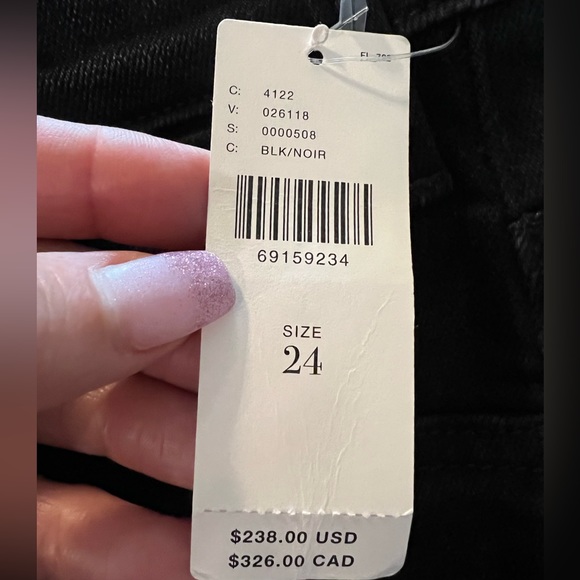 C: 4122
V: 026118
S: 0000508
C: BLK/NOIR
69159234
SIZE
24
$238.00 USD
$326.00 CAD